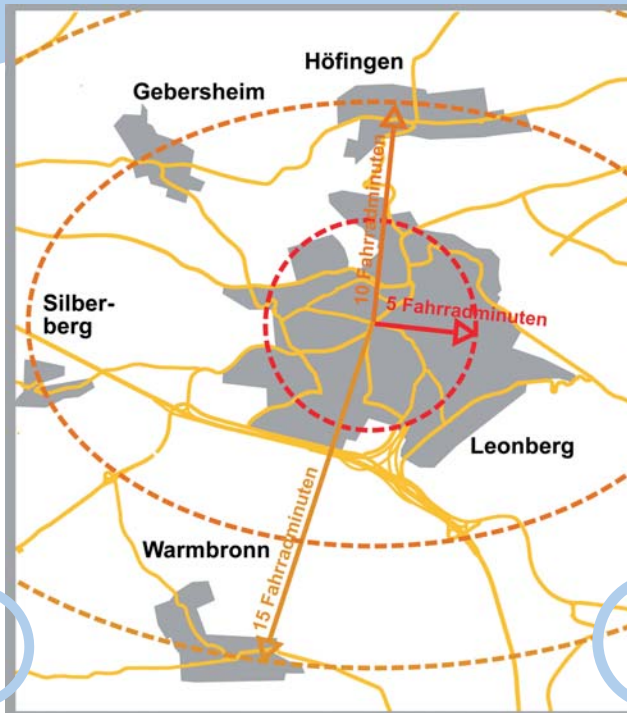 Höfingen
Gebersheim
10 Fahrradminuten
Silber-
berg
5 Fahrradminuten
Leonberg
Warmbronn
15 Fahrradminuten